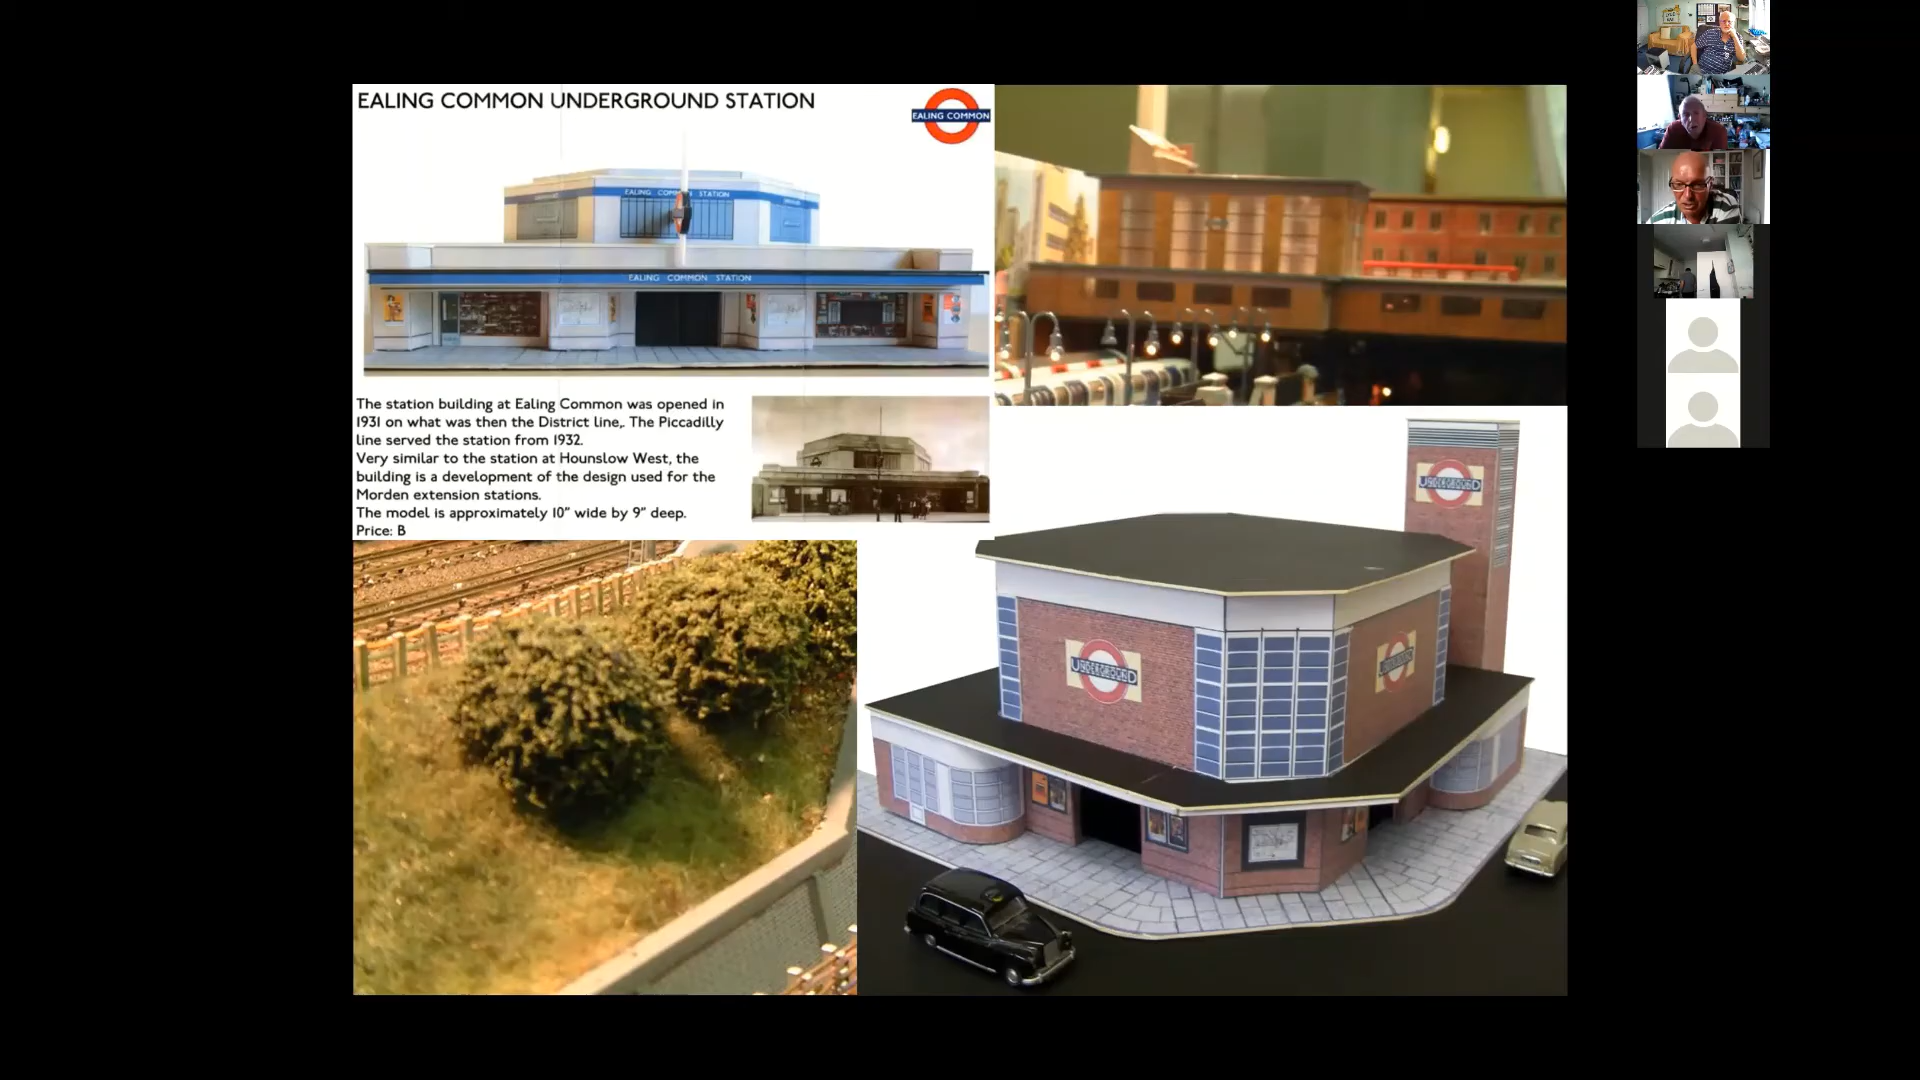 EALING COMMON UNDERGROUND STATION
EALING COMMON
EALING COMMON STATION
EALING COMMON STATION
The station building at Ealing Common was opened in
1931 on what was then the District line,. The Piccadilly
line served the station from 1932.
Very similar to the station at Hounslow West, the
building is a development of the design used for the
Morden extension stations.
The model is approximately 10" wide by 9" deep.
Price: B
UNDERGROUND
UNDERGROUND
UNDERGROUND